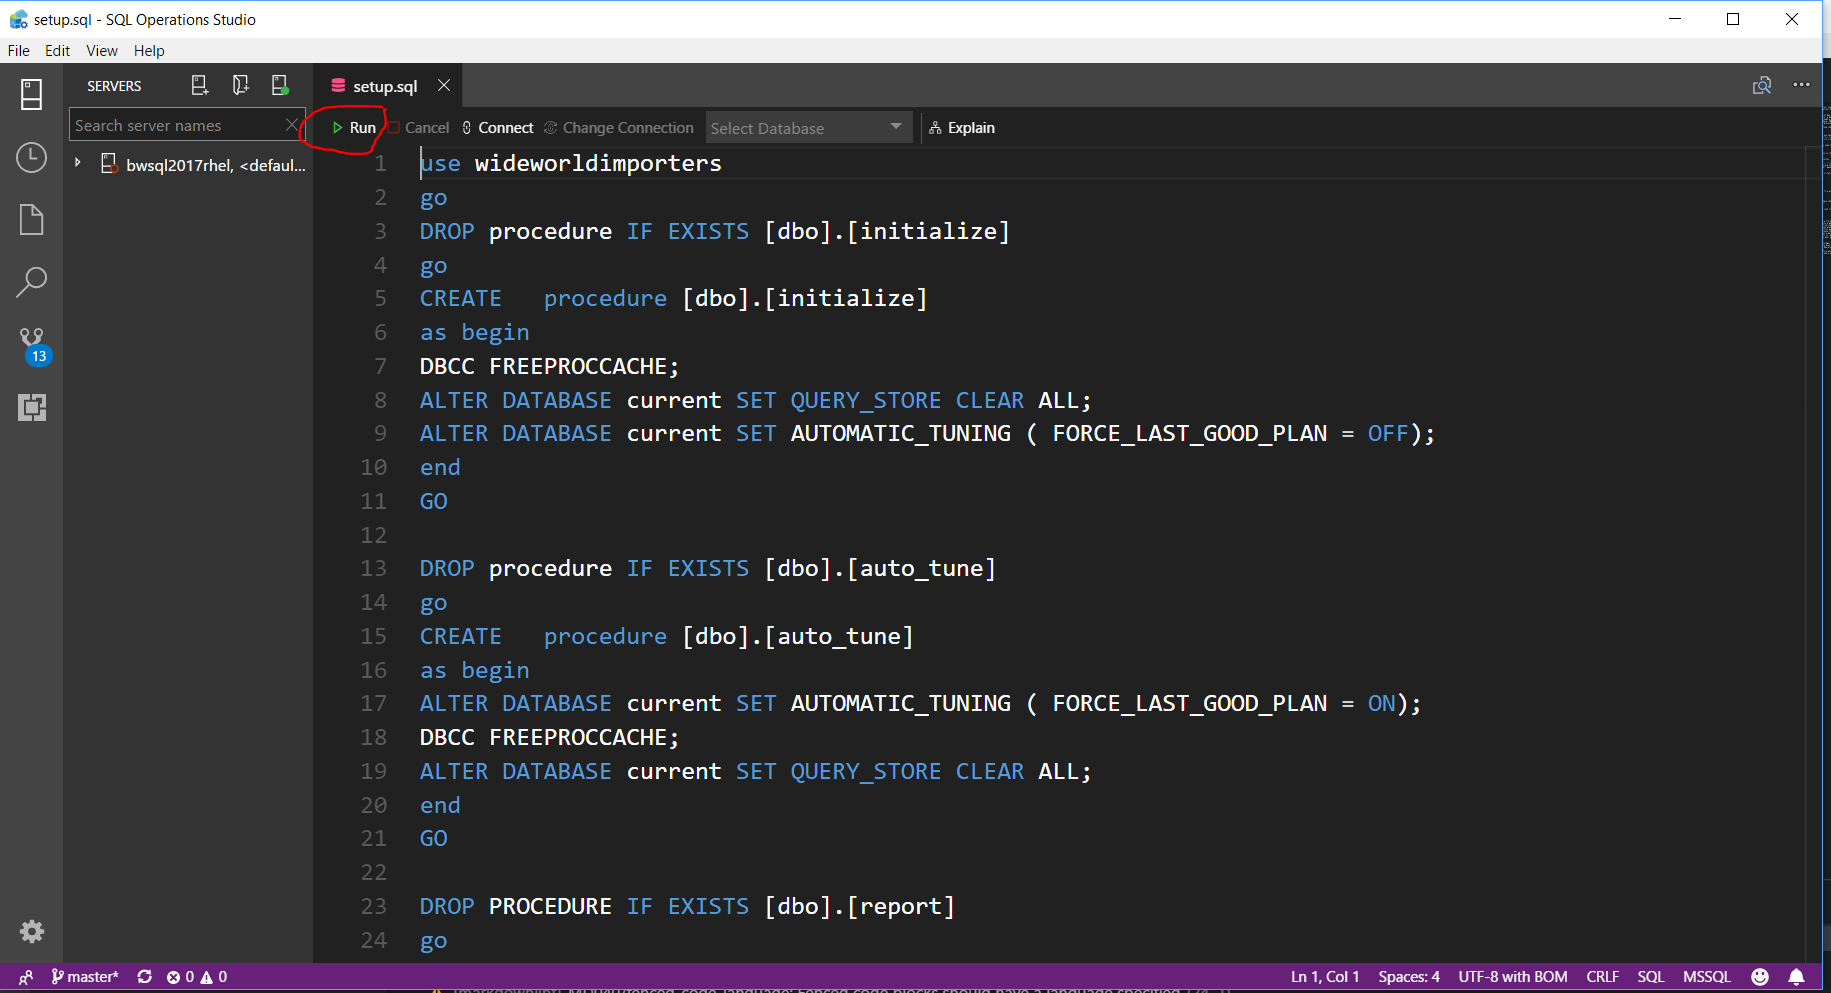 setup.sql - SQL Operations Studio
File Edit View Help
SERVERS
setup.sql
Search server names
Run Cancel Connect Change Connection Select Database Explain
bwsql2017rhel, <defaul...
1 use wideworldimporters
2 go
3 DROP procedure IF EXISTS [dbo].[initialize]
4 go
5 CREATE   procedure [dbo].[initialize]
6 as begin
7 DBCC FREEPROCCACHE;
8 ALTER DATABASE current SET QUERY_STORE CLEAR ALL;
9 ALTER DATABASE current SET AUTOMATIC_TUNING ( FORCE_LAST_GOOD_PLAN = OFF);
10 end
11 GO
12
13 DROP procedure IF EXISTS [dbo].[auto_tune]
14 go
15 CREATE   procedure [dbo].[auto_tune]
16 as begin
17 ALTER DATABASE current SET AUTOMATIC_TUNING ( FORCE_LAST_GOOD_PLAN = ON);
18 DBCC FREEPROCCACHE;
19 ALTER DATABASE current SET QUERY_STORE CLEAR ALL;
20 end
21 GO
22
23 DROP PROCEDURE IF EXISTS [dbo].[report]
24 go
13
master* 0 0 Ln 1, Col 1 Spaces: 4 UTF-8 with BOM CRLF SQL MSSQL